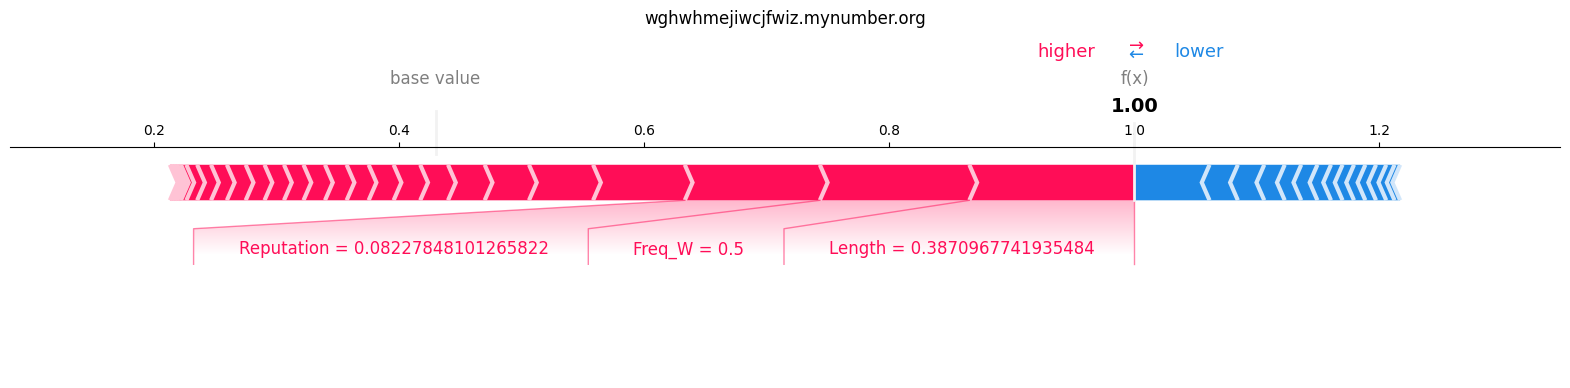 wghwhmejiwcjfwiz.mynumber.org
higher ⇄ lower
base value f(x)
1.00
0.2 0.4 0.6 0.8 1.0 1.2
Reputation = 0.08227848101265822 Freq_W = 0.5 Length = 0.3870967741935484